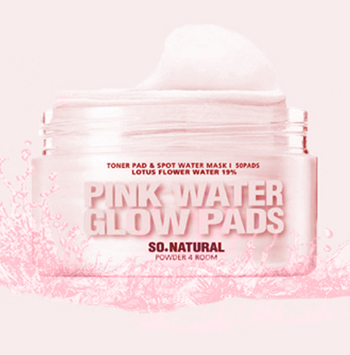 TONER PAD & SPOT WATER MASK I 50PADS
LOTUS FLOWER WATER 19%
PINK WATER
GLOW PADS
SO.NATURAL
POWDER 4 ROOM